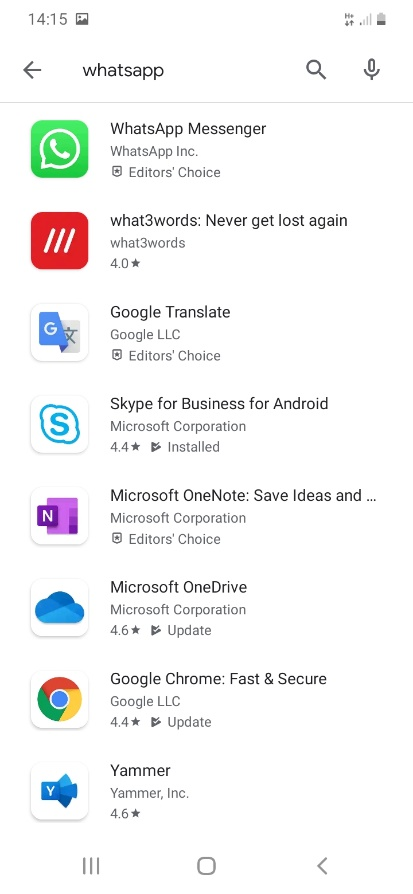 14:15
whatsapp
WhatsApp Messenger
WhatsApp Inc.
Editors' Choice
what3words: Never get lost again
what3words
4.0★
G 文
Google Translate
Google LLC
Editors' Choice
S
Skype for Business for Android
Microsoft Corporation
4.4★ Installed
N
Microsoft OneNote: Save Ideas and ...
Microsoft Corporation
Editors' Choice
Microsoft OneDrive
Microsoft Corporation
4.6★ Update
Google Chrome: Fast & Secure
Google LLC
4.4★ Update
Y
Yammer
Yammer, Inc.
4.6★